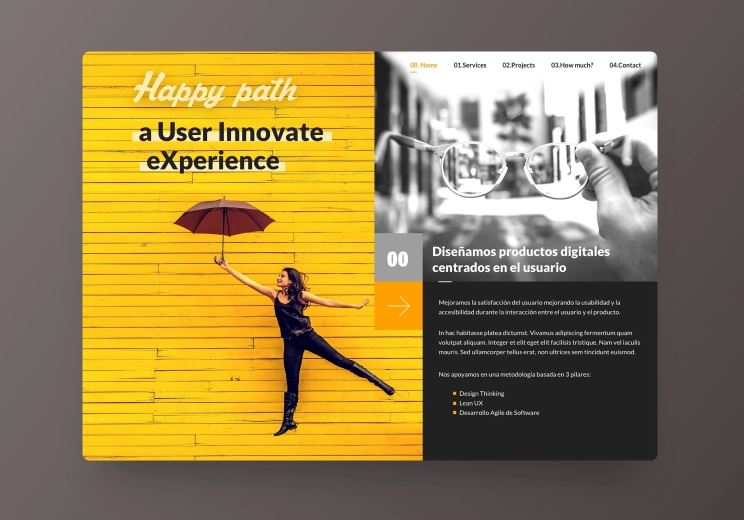 00. Home 01.Services 02.Projects 03.How much? 04.Contact
Happy path
a User Innovate
eXperience
00
Diseñamos productos digitales
centrados en el usuario
Mejoramos la satisfacción del usuario mejorando la usabilidad y la
accesibilidad durante la interacción entre el usuario y el producto.
In hac habitasse platea dictumst. Vivamus adipiscing fermentum quam
volutpat aliquam. Integer et elit eget elit facilisis tristique. Nam vel iaculis
mauris. Sed ullamcorper tellus erat, non ultrices sem tincidunt euismod.
Nos apoyamos en una metodología basada en 3 pilares:
Design Thinking
Lean UX
Desarrollo Agile de Software